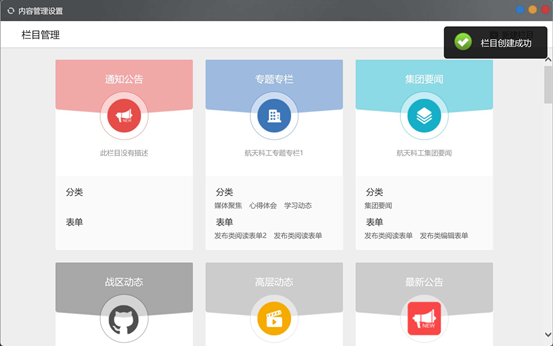 内容管理设置
栏目管理
栏目创建成功
通知公告
NEW
此栏目没有描述
分类
表单
专题专栏
航天科工专题专栏1
分类
媒体聚焦 心得体会 学习动态
表单
发布类阅读表单2 发布类阅读表单
集团要闻
航天科工集团要闻
分类
集团要闻
表单
发布类阅读表单 发布类编辑表单
战区动态
高层动态
最新公告
NEW